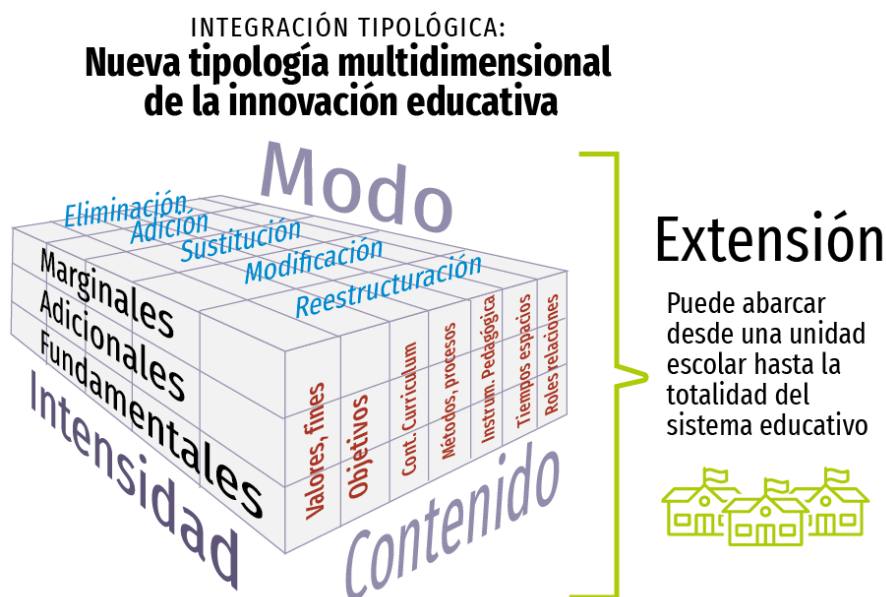 INTEGRACIÓN TIPOLÓGICA:
Nueva tipología multidimensional
de la innovación educativa
Modo
Eliminación
Adición
Sustitución
Modificación
Reestructuración
Marginales
Adicionales
Fundamentales
Intensidad
Valores, fines
Objetivos
Cont. Curriculum
Métodos, procesos
Instrum. Pedagógica
Tiempos espacios
Roles relaciones
Contenido
Extensión
Puede abarcar
desde una unidad
escolar hasta la
totalidad del
sistema educativo